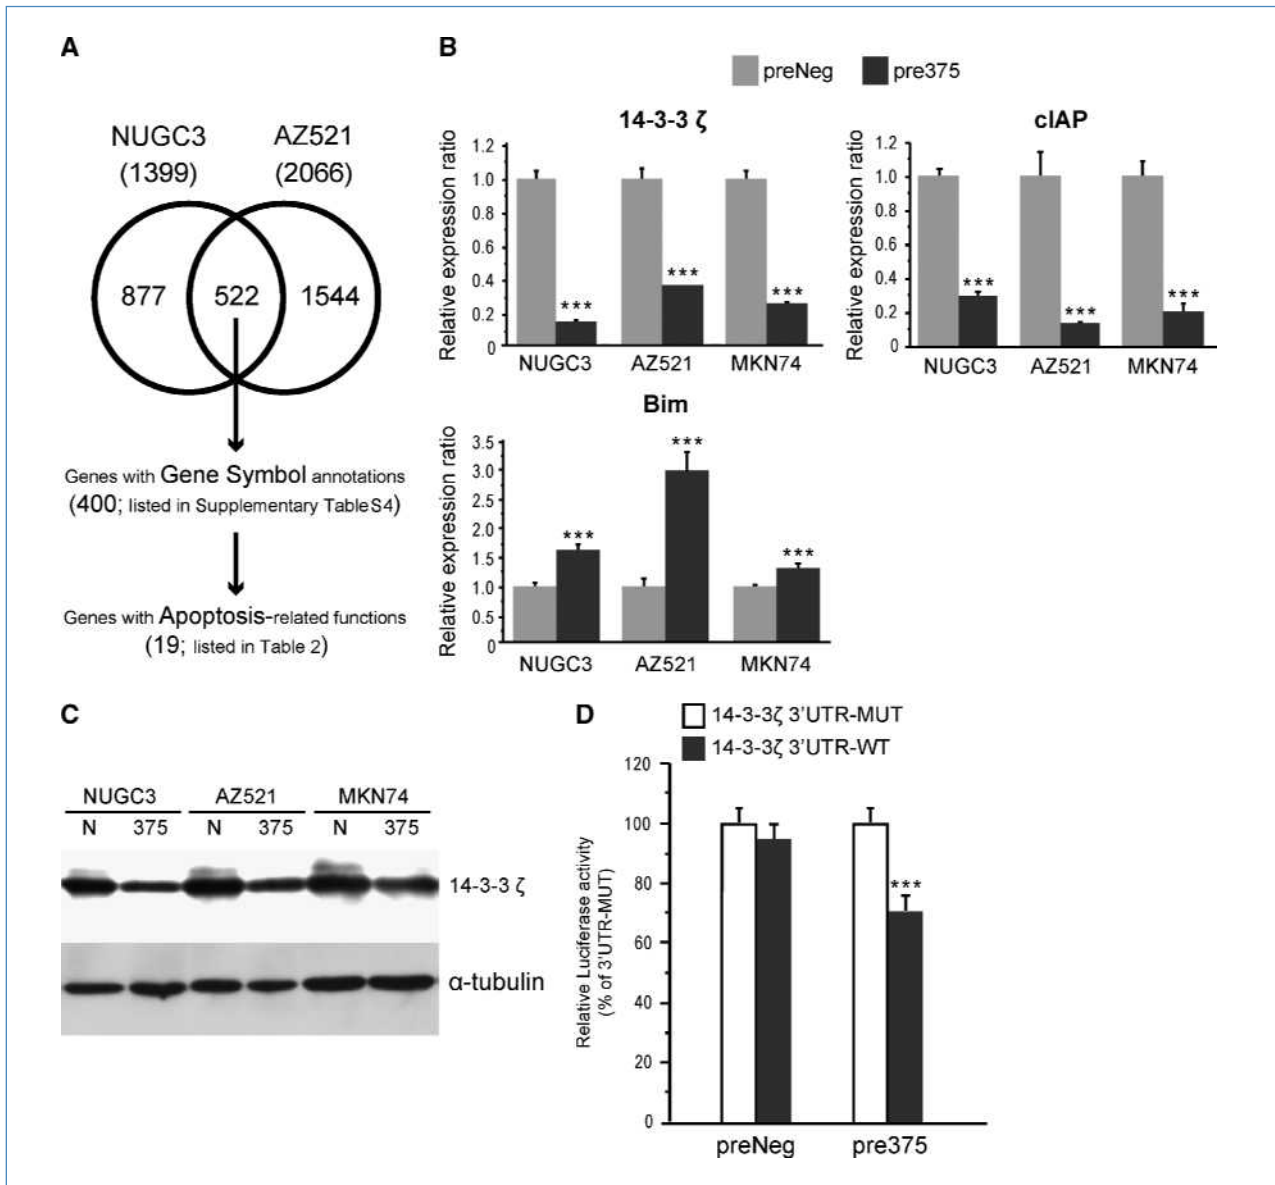 A
NUGC3
(1399)
AZ521
(2066)
877
522
1544
Genes with Gene Symbol annotations
(400; listed in Supplementary Table S4)
Genes with Apoptosis-related functions
(19; listed in Table 2)
B
preNeg
pre375
14-3-3 ζ
Relative expression ratio
1.2
1.0
0.8
0.6
0.4
0.2
0
***
***
***
NUGC3
AZ521
MKN74
cIAP
Relative expression ratio
1.2
1.0
0.8
0.6
0.4
0.2
0
***
***
***
NUGC3
AZ521
MKN74
Bim
Relative expression ratio
3.5
3.0
2.5
2.0
1.5
1.0
0.5
0
***
***
***
NUGC3
AZ521
MKN74
C
NUGC3
AZ521
MKN74
N 375 N 375 N 375
14-3-3 ζ
α-tubulin
D
14-3-3ζ 3'UTR-MUT
14-3-3ζ 3'UTR-WT
Relative Luciferase activity
(% of 3'UTR-MUT)
120
100
80
60
40
20
0
***
preNeg
pre375